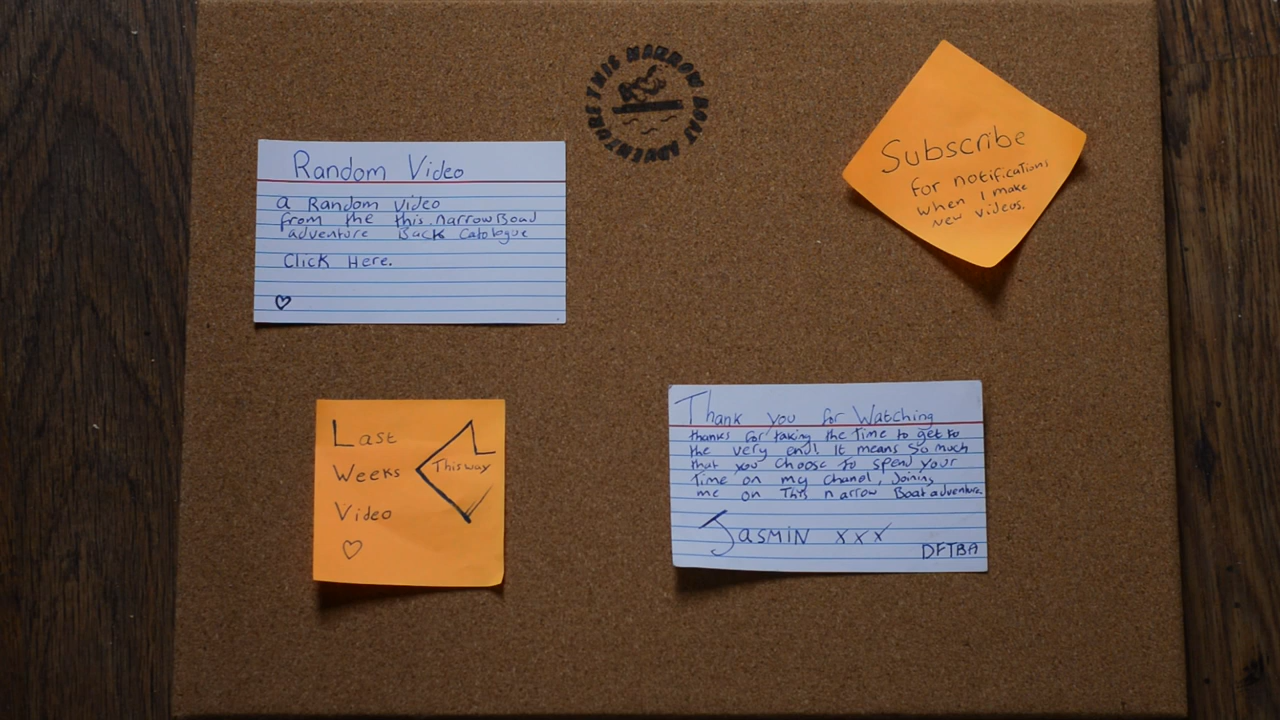 THIS NARROW BOAT ADVENTURE
Random Video
a Random Video
from the this narrowBoad
adventure Back Catologue
Click Here.
Subscribe
for notifications
when I make
new videos.
Last
Weeks
Video
This way
Thank you for Watching
thanks for taking the time to get to
the very end. It means so much
that you choose to spend your
time on my chanel, Joining
me on This narrow Boat adventure.
Jasmin xxx
DFTBA